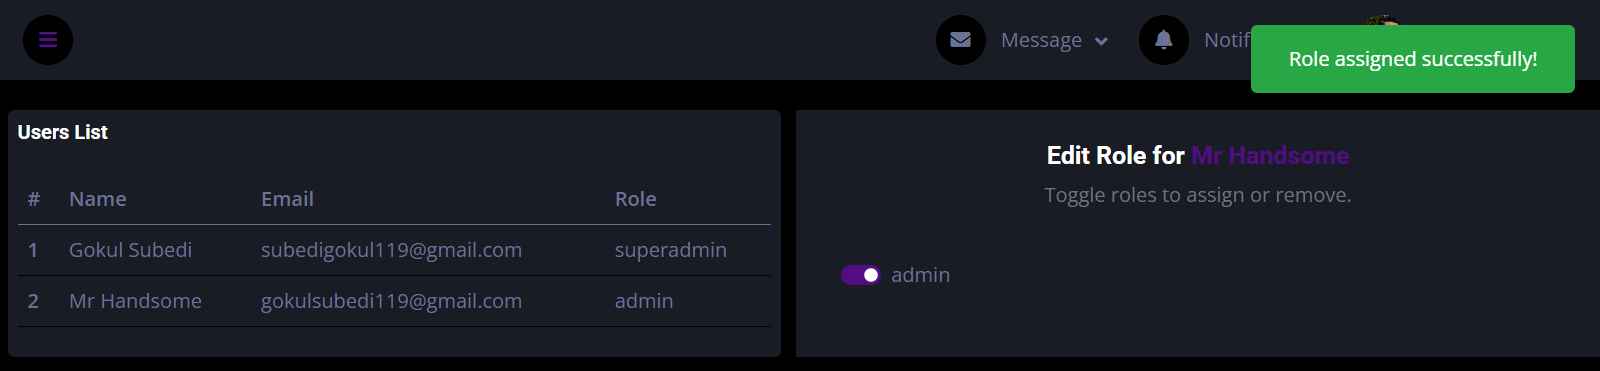 Message
Notif
Role assigned successfully!
Users List
# Name Email Role
1 Gokul Subedi subedigokul119@gmail.com superadmin
2 Mr Handsome gokulsubedi119@gmail.com admin
Edit Role for Mr Handsome
Toggle roles to assign or remove.
admin